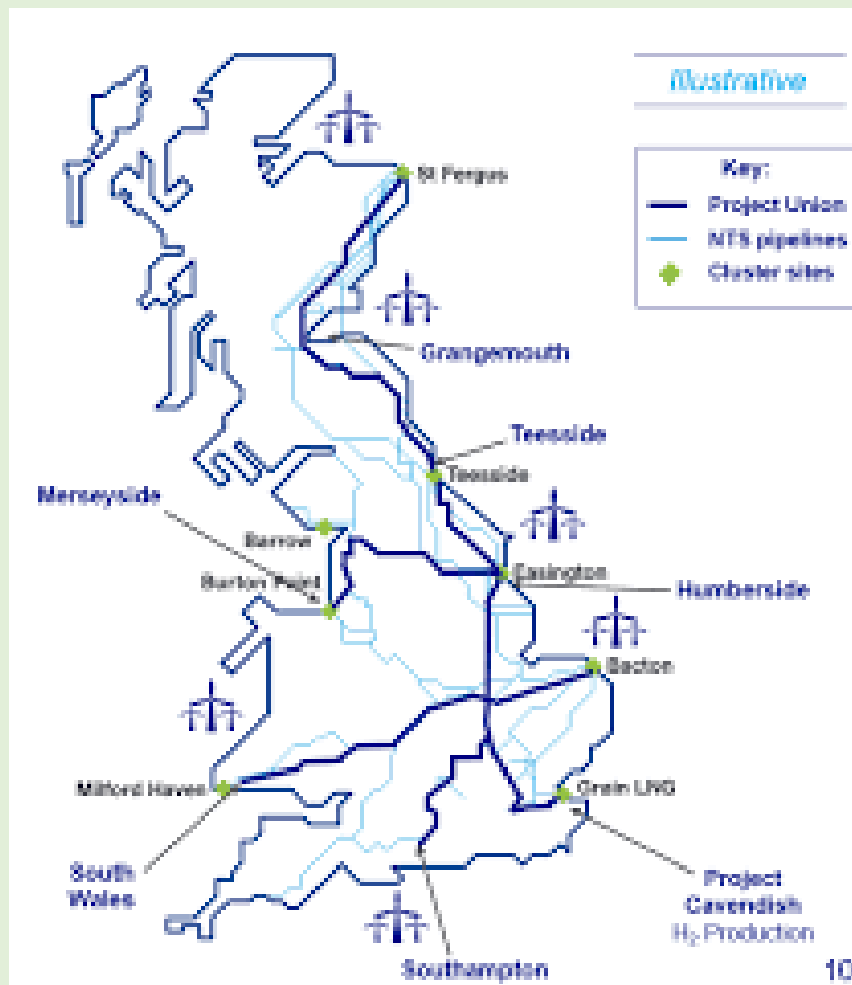 Illustrative
Key:
Project Union
NTS pipelines
Cluster sites
St Fergus
Grangemouth
Teesside
Teesside
Merseyside
Barrow
Burton Point
Easington
Humberside
Bacton
Milford Haven
Grain LNG
South
Wales
Project
Cavendish
H₂ Production
Southampton
10